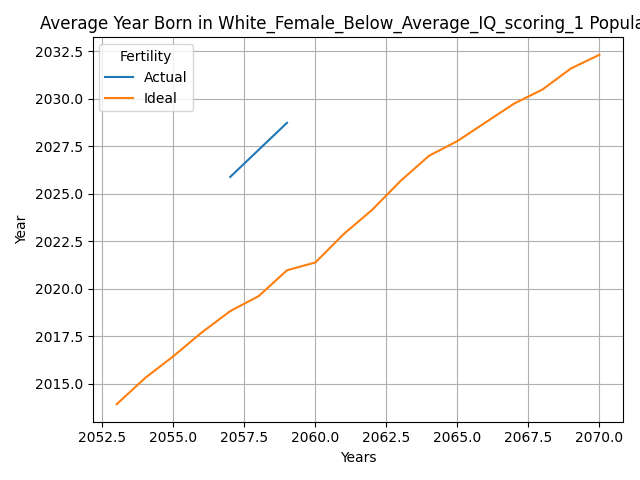 Average Year Born in White_Female_Below_Average_IQ_scoring_1 Popula
Fertility
Actual
Ideal
Year
2032.5
2030.0
2027.5
2025.0
2022.5
2020.0
2017.5
2015.0
2052.5 2055.0 2057.5 2060.0 2062.5 2065.0 2067.5 2070.0
Years